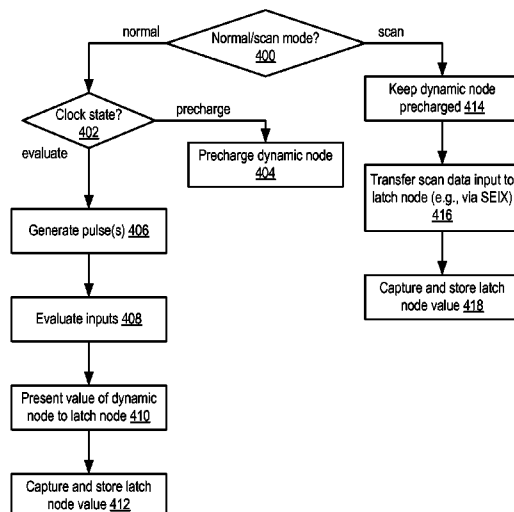 normal
Normal/scan mode?
400
scan
Clock state?
402
precharge
evaluate
Precharge dynamic node
404
Keep dynamic node
precharged 414
Generate pulse(s) 406
Transfer scan data input to
latch node (e.g., via SEIX)
416
Evaluate inputs 408
Capture and store latch
node value 418
Present value of dynamic
node to latch node 410
Capture and store latch
node value 412